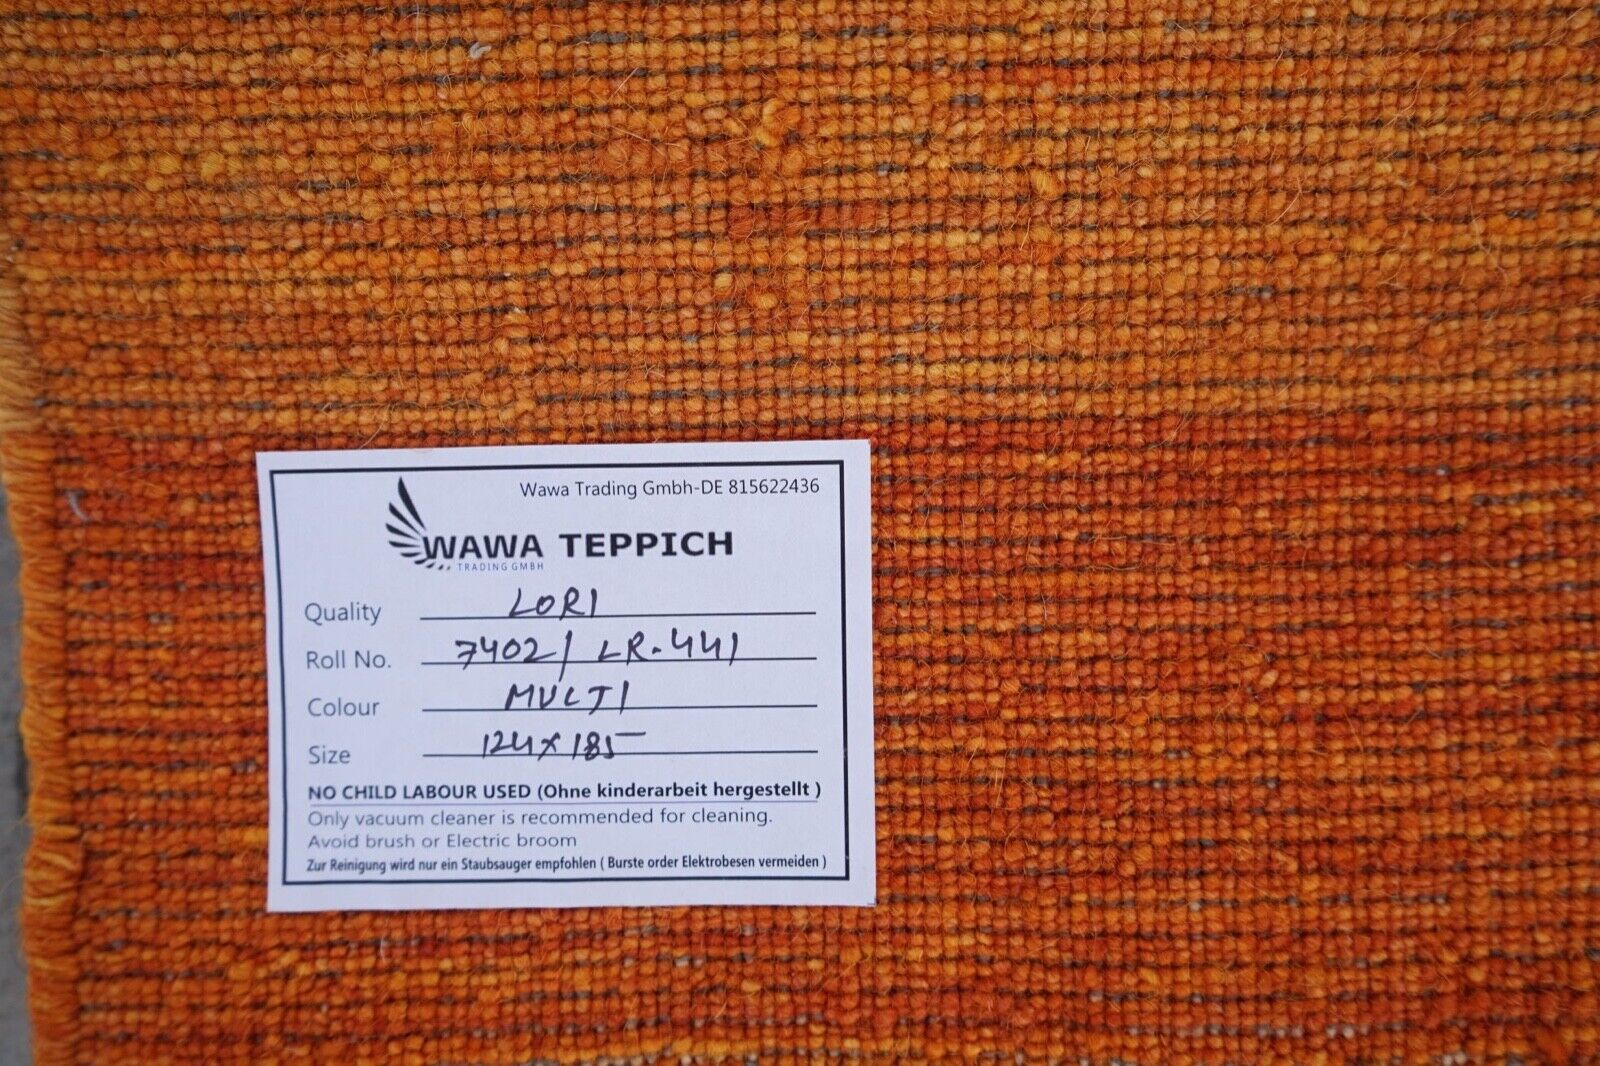 Wawa Trading Gmbh-DE 815622436
WAWA TEPPICH
TRADING GMBH
Quality LORI
Roll No. 7402/ LR.441
Colour MULTI
Size 124x185
NO CHILD LABOUR USED (Ohne kinderarbeit hergestellt )
Only vacuum cleaner is recommended for cleaning.
Avoid brush or Electric broom
Zur Reinigung wird nur ein Staubsauger empfohlen ( Burste order Elektrobesen vermeiden )